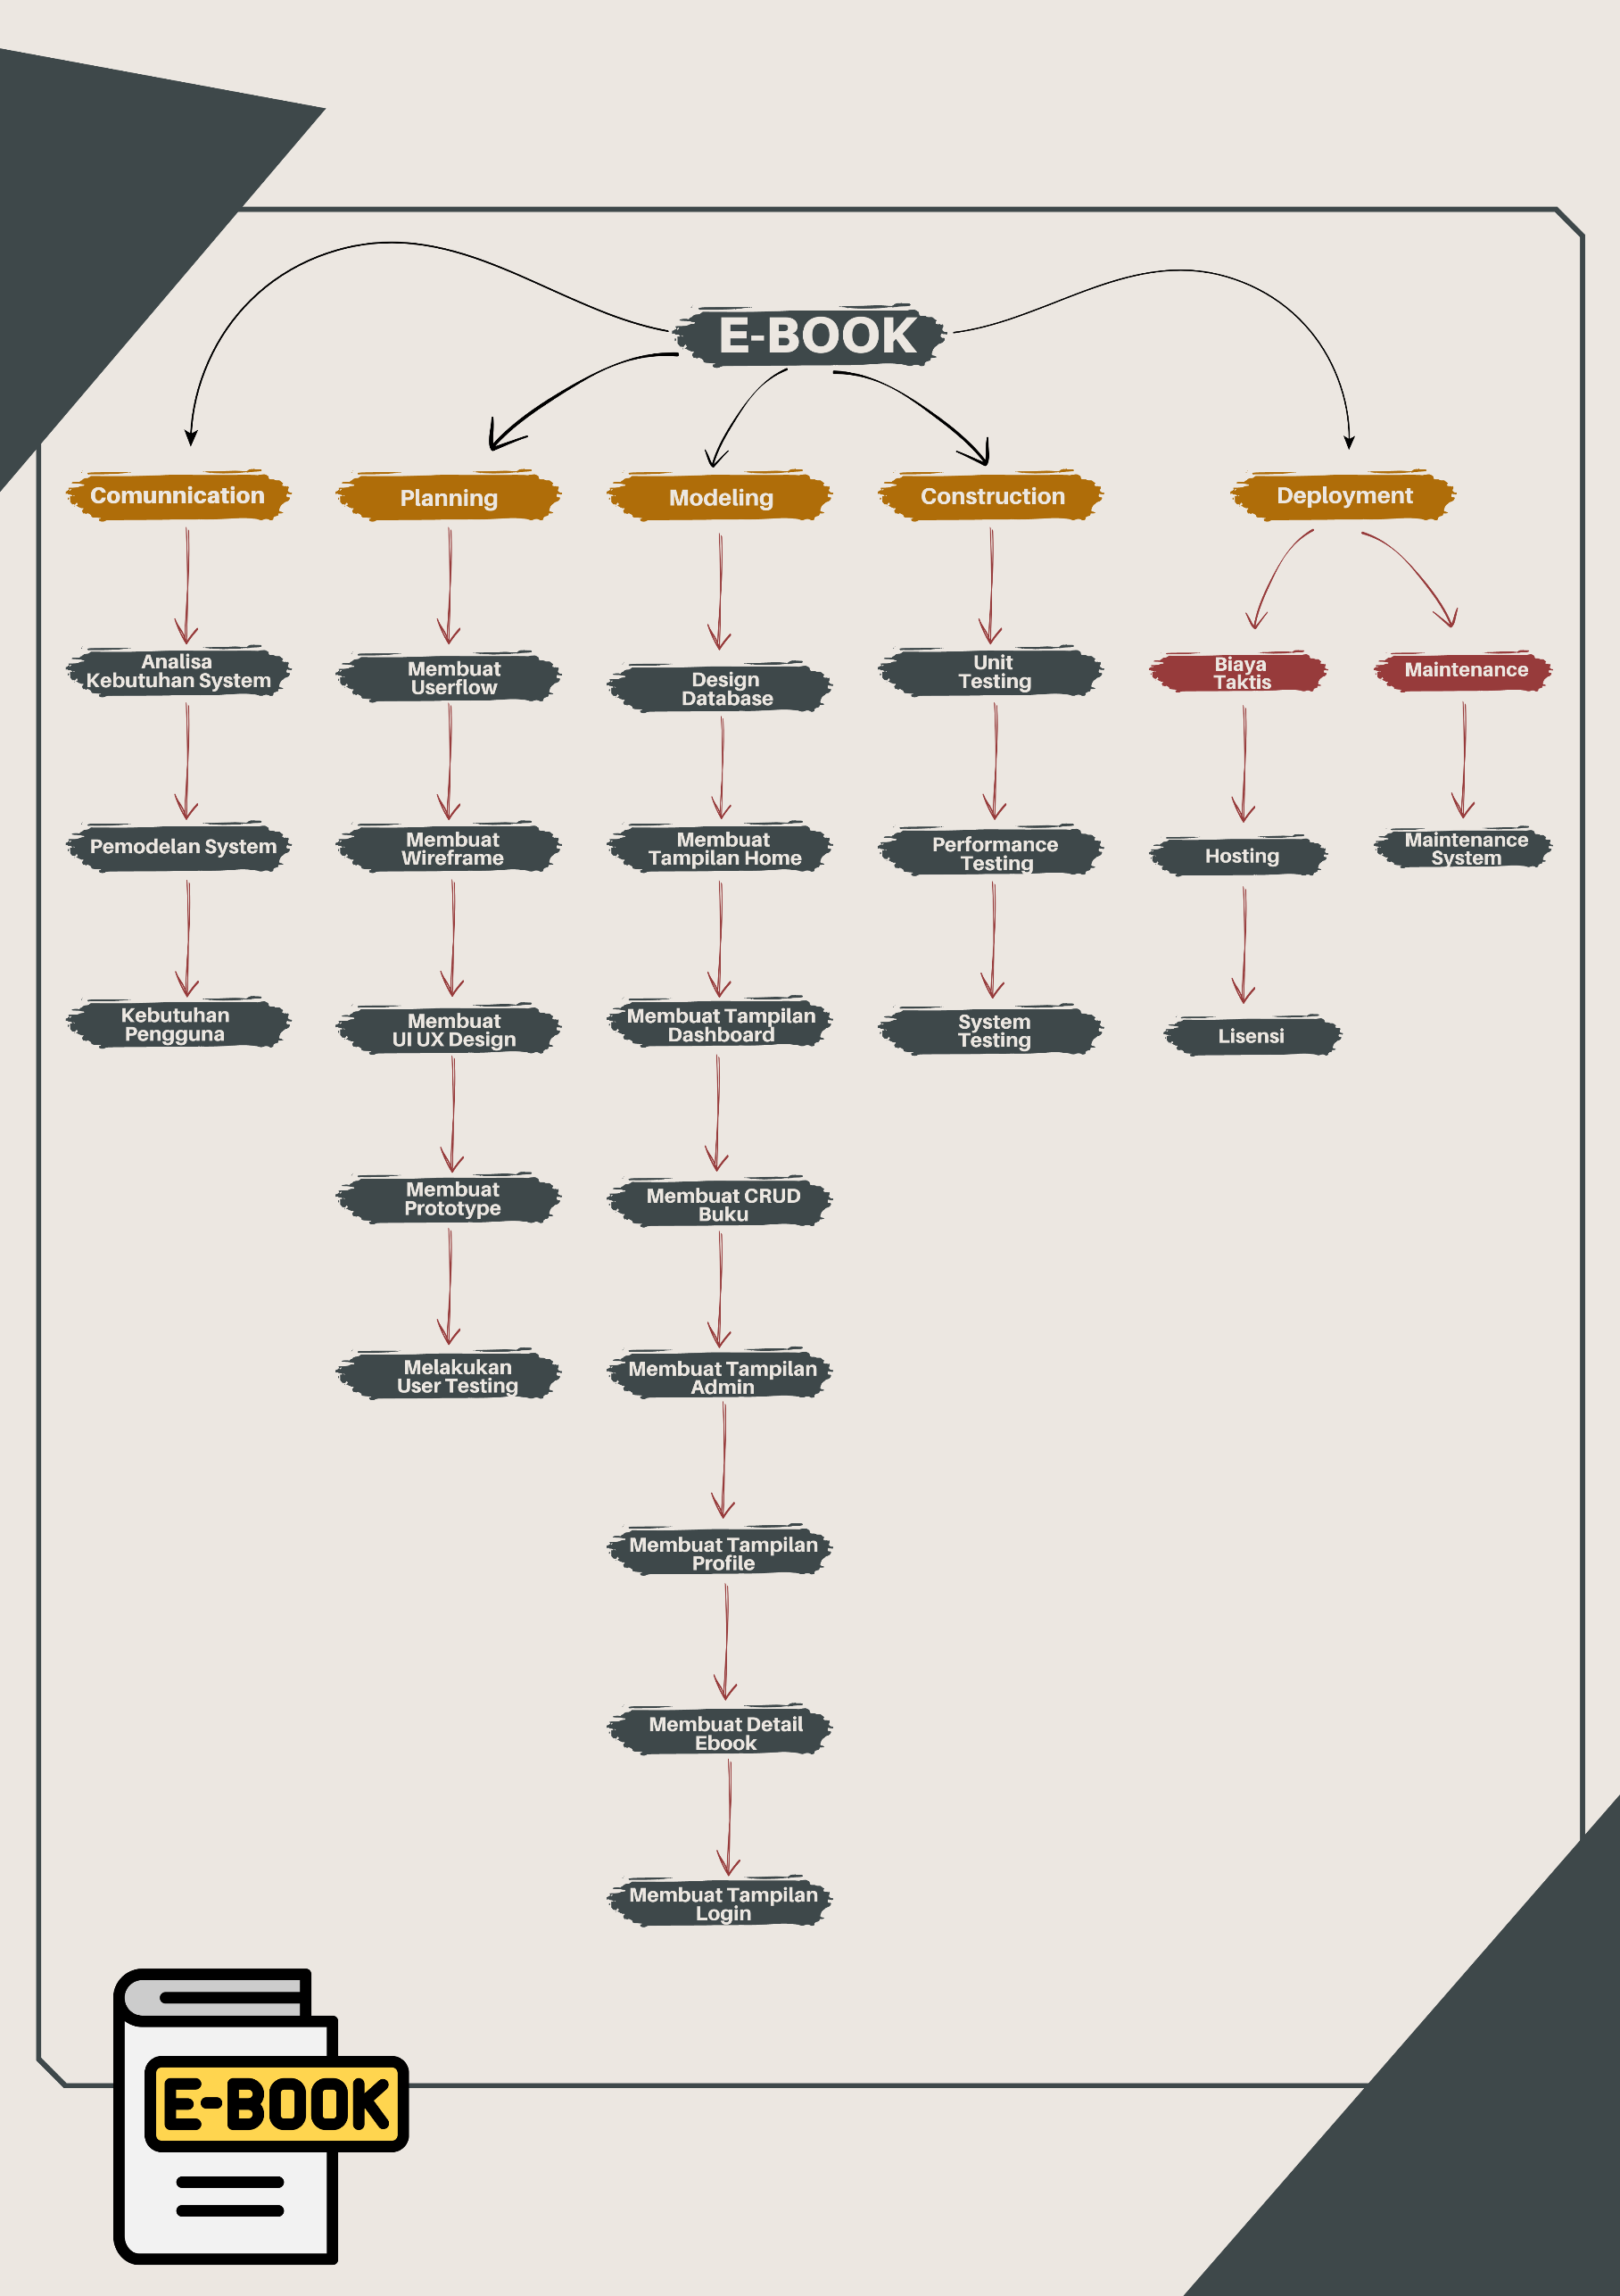 E-BOOK
Comunnication
Planning
Modeling
Construction
Deployment
Analisa
Kebutuhan System
Pemodelan System
Kebutuhan
Pengguna
Membuat
Userflow
Membuat
Wireframe
Membuat
UI UX Design
Membuat
Prototype
Melakukan
User Testing
Design
Database
Membuat
Tampilan Home
Membuat Tampilan
Dashboard
Membuat CRUD
Buku
Membuat Tampilan
Admin
Membuat Tampilan
Profile
Membuat Detail
Ebook
Membuat Tampilan
Login
Unit
Testing
Performance
Testing
System
Testing
Biaya
Taktis
Hosting
Lisensi
Maintenance
Maintenance
System
E-BOOK